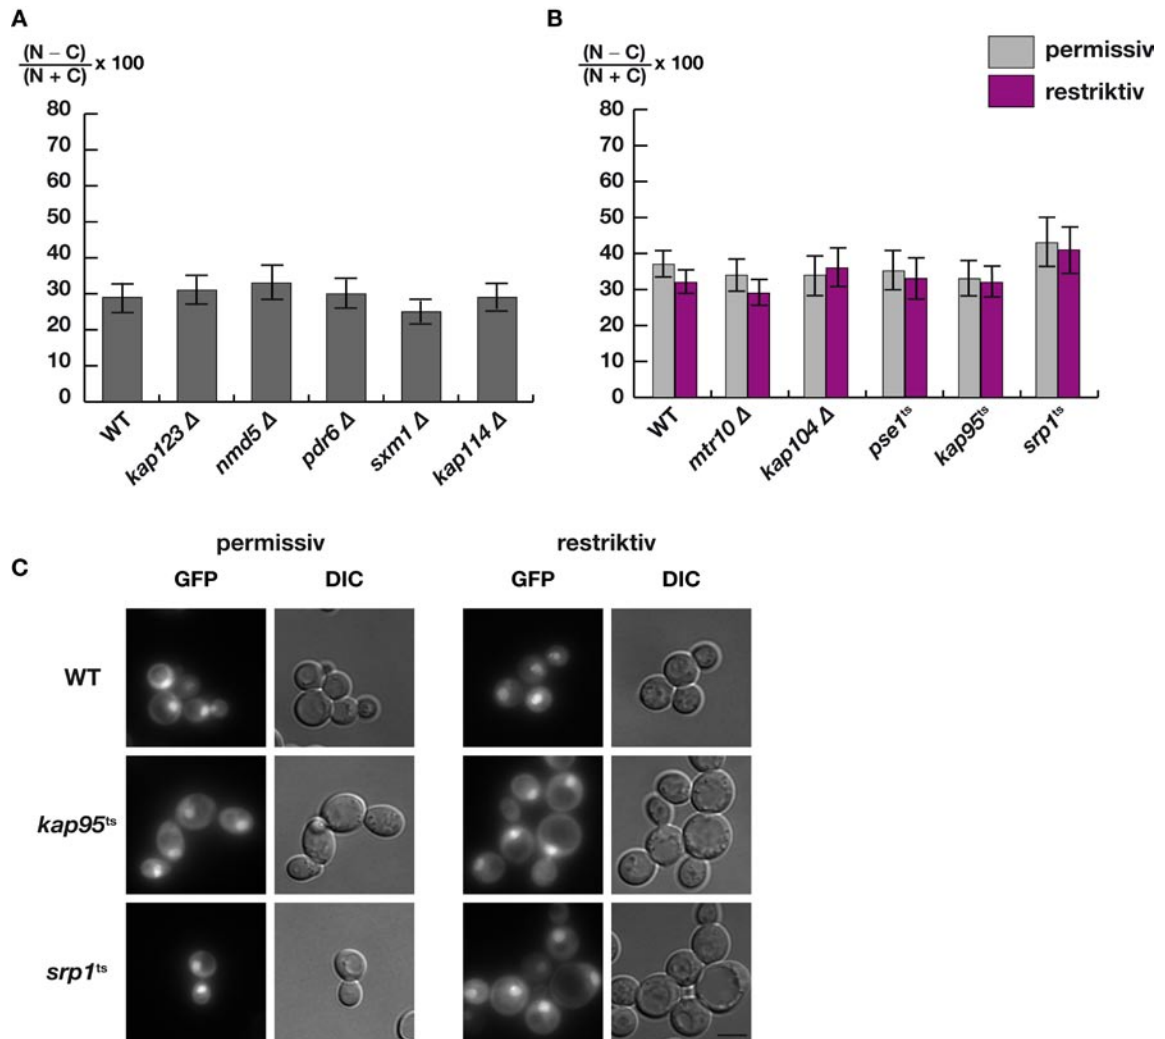 A
(N – C)
(N + C)
x 100
80
70
60
50
40
30
20
10
0
WT
kap123 Δ
nmd5 Δ
pdr6 Δ
sxm1 Δ
kap114 Δ
B
(N – C)
(N + C)
x 100
permissiv
restriktiv
80
70
60
50
40
30
20
10
0
WT
mtr10 Δ
kap104 Δ
pse1ts
kap95ts
srp1ts
C
permissiv
restriktiv
GFP
DIC
GFP
DIC
WT
kap95ts
srp1ts